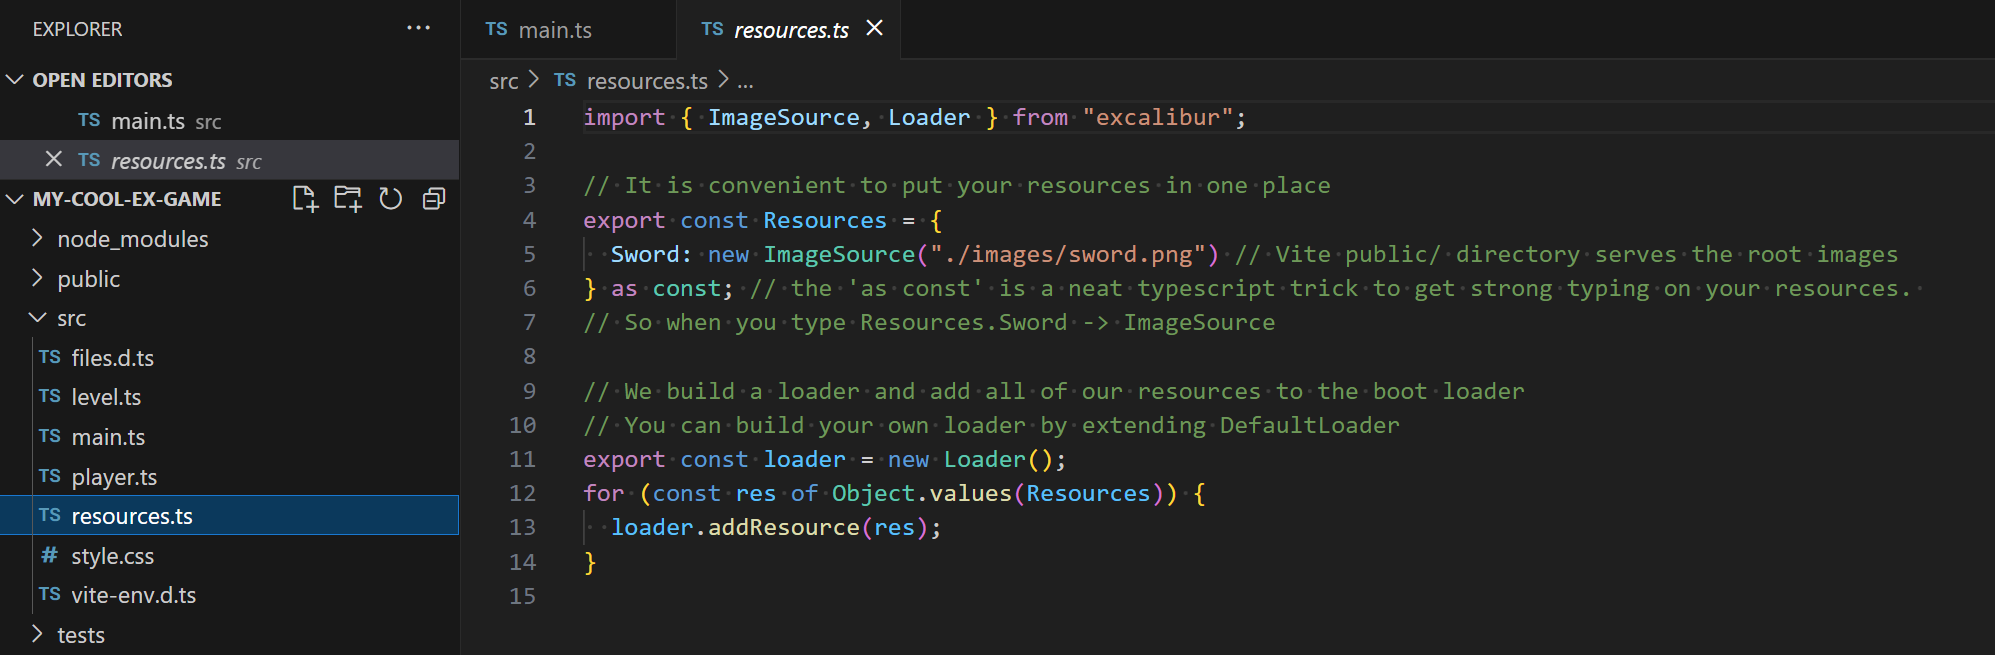 EXPLORER ...
OPEN EDITORS
TS main.ts src
TS resources.ts src
MY-COOL-EX-GAME
node_modules
public
src
TS files.d.ts
TS level.ts
TS main.ts
TS player.ts
TS resources.ts
# style.css
TS vite-env.d.ts
tests
TS main.ts TS resources.ts
src > TS resources.ts > ...
1 import { ImageSource, Loader } from "excalibur";
2
3 // It is convenient to put your resources in one place
4 export const Resources = {
5   Sword: new ImageSource("./images/sword.png") // Vite public/ directory serves the root images
6 } as const; // the 'as const' is a neat typescript trick to get strong typing on your resources.
7 // So when you type Resources.Sword -> ImageSource
8
9 // We build a loader and add all of our resources to the boot loader
10 // You can build your own loader by extending DefaultLoader
11 export const loader = new Loader();
12 for (const res of Object.values(Resources)) {
13   loader.addResource(res);
14 }
15